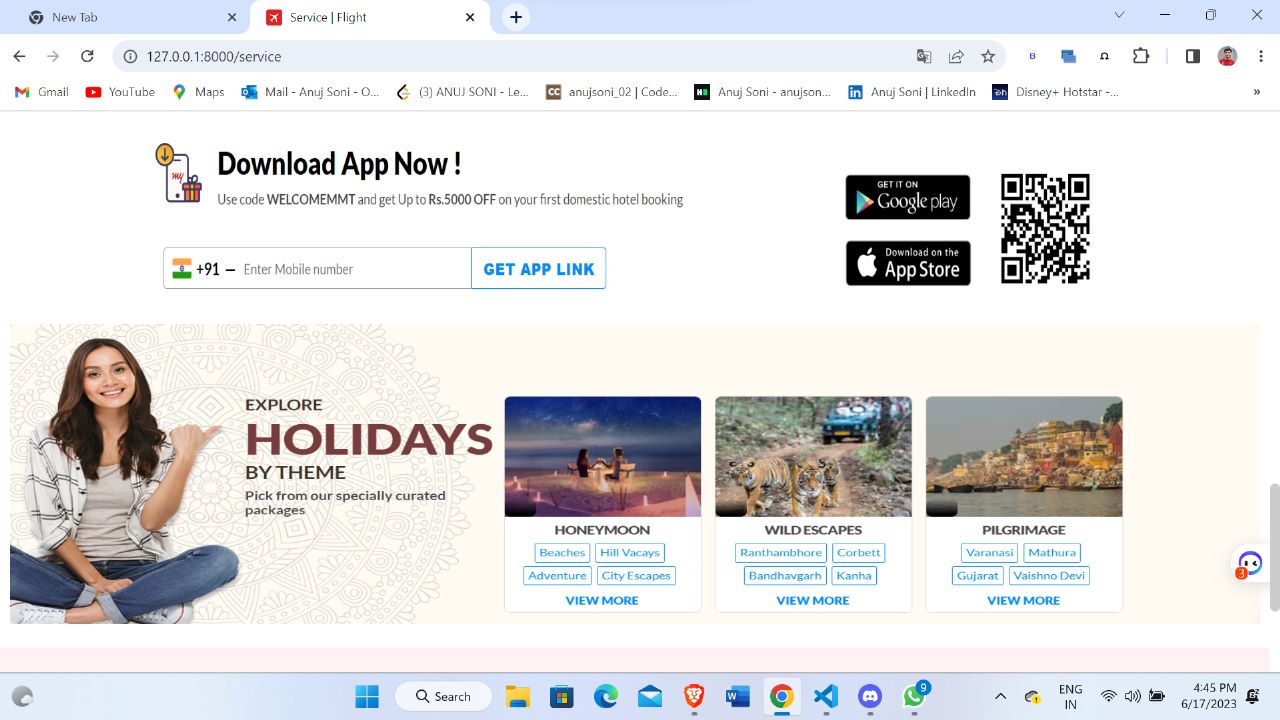 New Tab
Service | Flight
127.0.0.1:8000/service
Gmail
YouTube
Maps
Mail - Anuj Soni - O...
(3) ANUJ SONI - Le...
CC anujsoni_02 | Code...
Anuj Soni - anujson...
Anuj Soni | LinkedIn
Disney+ Hotstar -...
»
my
Download App Now !
Use code WELCOMEMMT and get Up to Rs.5000 OFF on your first domestic hotel booking
+91 — Enter Mobile number
GET APP LINK
GET IT ON
Google play
Download on the
App Store
EXPLORE
HOLIDAYS
BY THEME
Pick from our specially curated
packages
HONEYMOON
Beaches Hill Vacays
Adventure City Escapes
VIEW MORE
WILD ESCAPES
Ranthambhore Corbett
Bandhavgarh Kanha
VIEW MORE
PILGRIMAGE
Varanasi Mathura
Gujarat Vaishno Devi
VIEW MORE
3
Search
9
ENG
IN
4:45 PM
6/17/2023